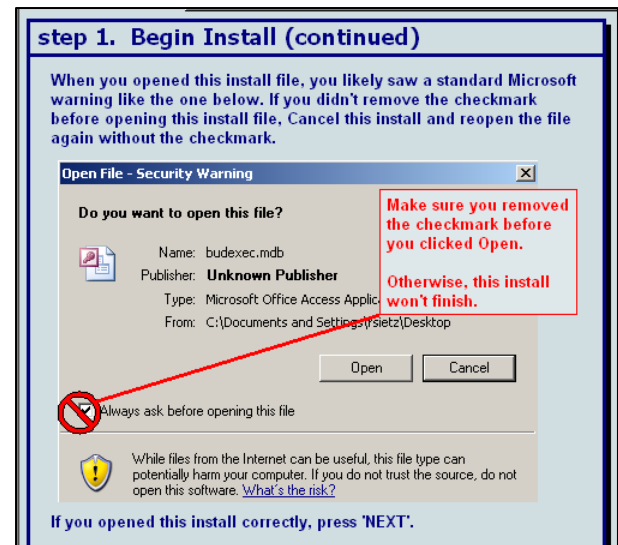 step 1. Begin Install (continued)
When you opened this install file, you likely saw a standard Microsoft
warning like the one below. If you didn't remove the checkmark
before opening this install file, Cancel this install and reopen the file
again without the checkmark.
Open File - Security Warning
Do you want to open this file?
Name: budexec.mdb
Publisher: Unknown Publisher
Type: Microsoft Office Access Applic
From: C:\Documents and Settings\rsietz\Desktop
Make sure you removed
the checkmark before
you clicked Open.
Otherwise, this install
won't finish.
Open Cancel
Always ask before opening this file
While files from the Internet can be useful, this file type can
potentially harm your computer. If you do not trust the source, do not
open this software. What's the risk?
If you opened this install correctly, press 'NEXT'.